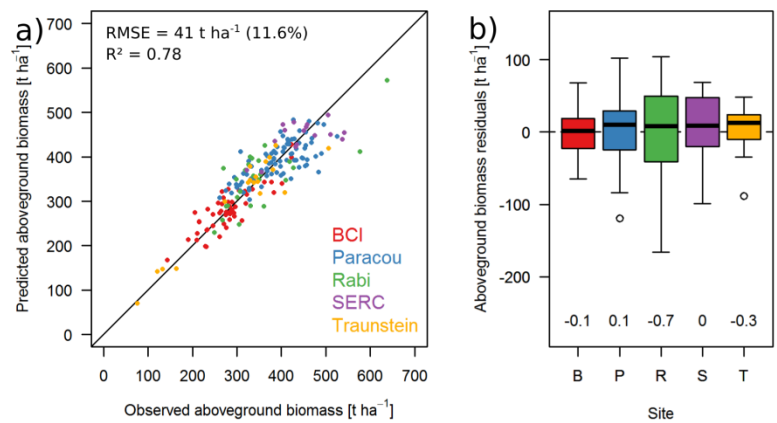 a)
RMSE = 41 t ha⁻¹ (11.6%)
R² = 0.78
Predicted aboveground biomass [t ha⁻¹]
700
600
500
400
300
200
100
0
BCI
Paracou
Rabi
SERC
Traunstein
0 100 200 300 400 500 600 700
Observed aboveground biomass [t ha⁻¹]
b)
Aboveground biomass residuals [t ha⁻¹]
100
0
-100
-200
-0.1 0.1 -0.7 0 -0.3
B P R S T
Site